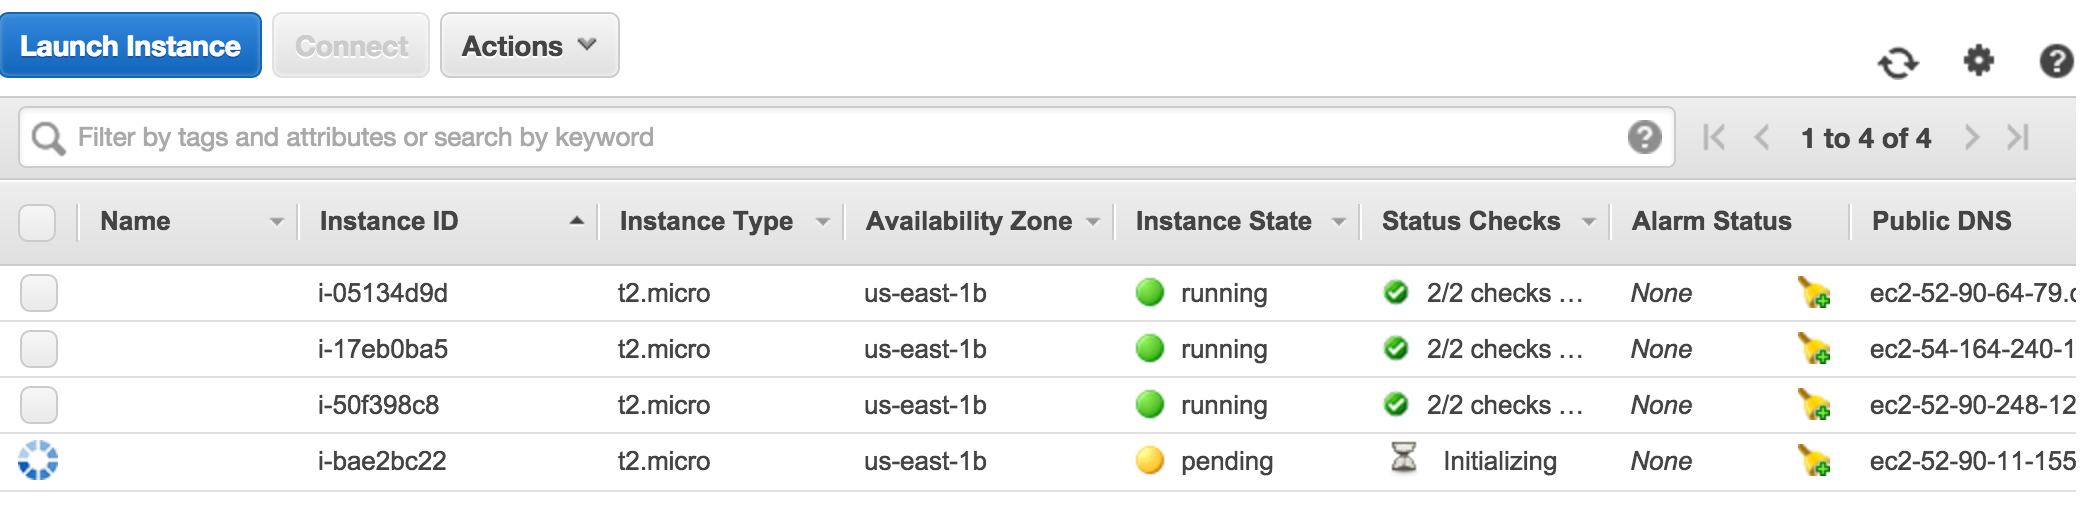 Launch Instance Connect Actions
Filter by tags and attributes or search by keyword ? 1 to 4 of 4 ?
Name Instance ID Instance Type Availability Zone Instance State Status Checks Alarm Status Public DNS
i-05134d9d t2.micro us-east-1b running 2/2 checks ... None ec2-52-90-64-79.c
i-17eb0ba5 t2.micro us-east-1b running 2/2 checks ... None ec2-54-164-240-1
i-50f398c8 t2.micro us-east-1b running 2/2 checks ... None ec2-52-90-248-12
i-bae2bc22 t2.micro us-east-1b pending Initializing None ec2-52-90-11-155